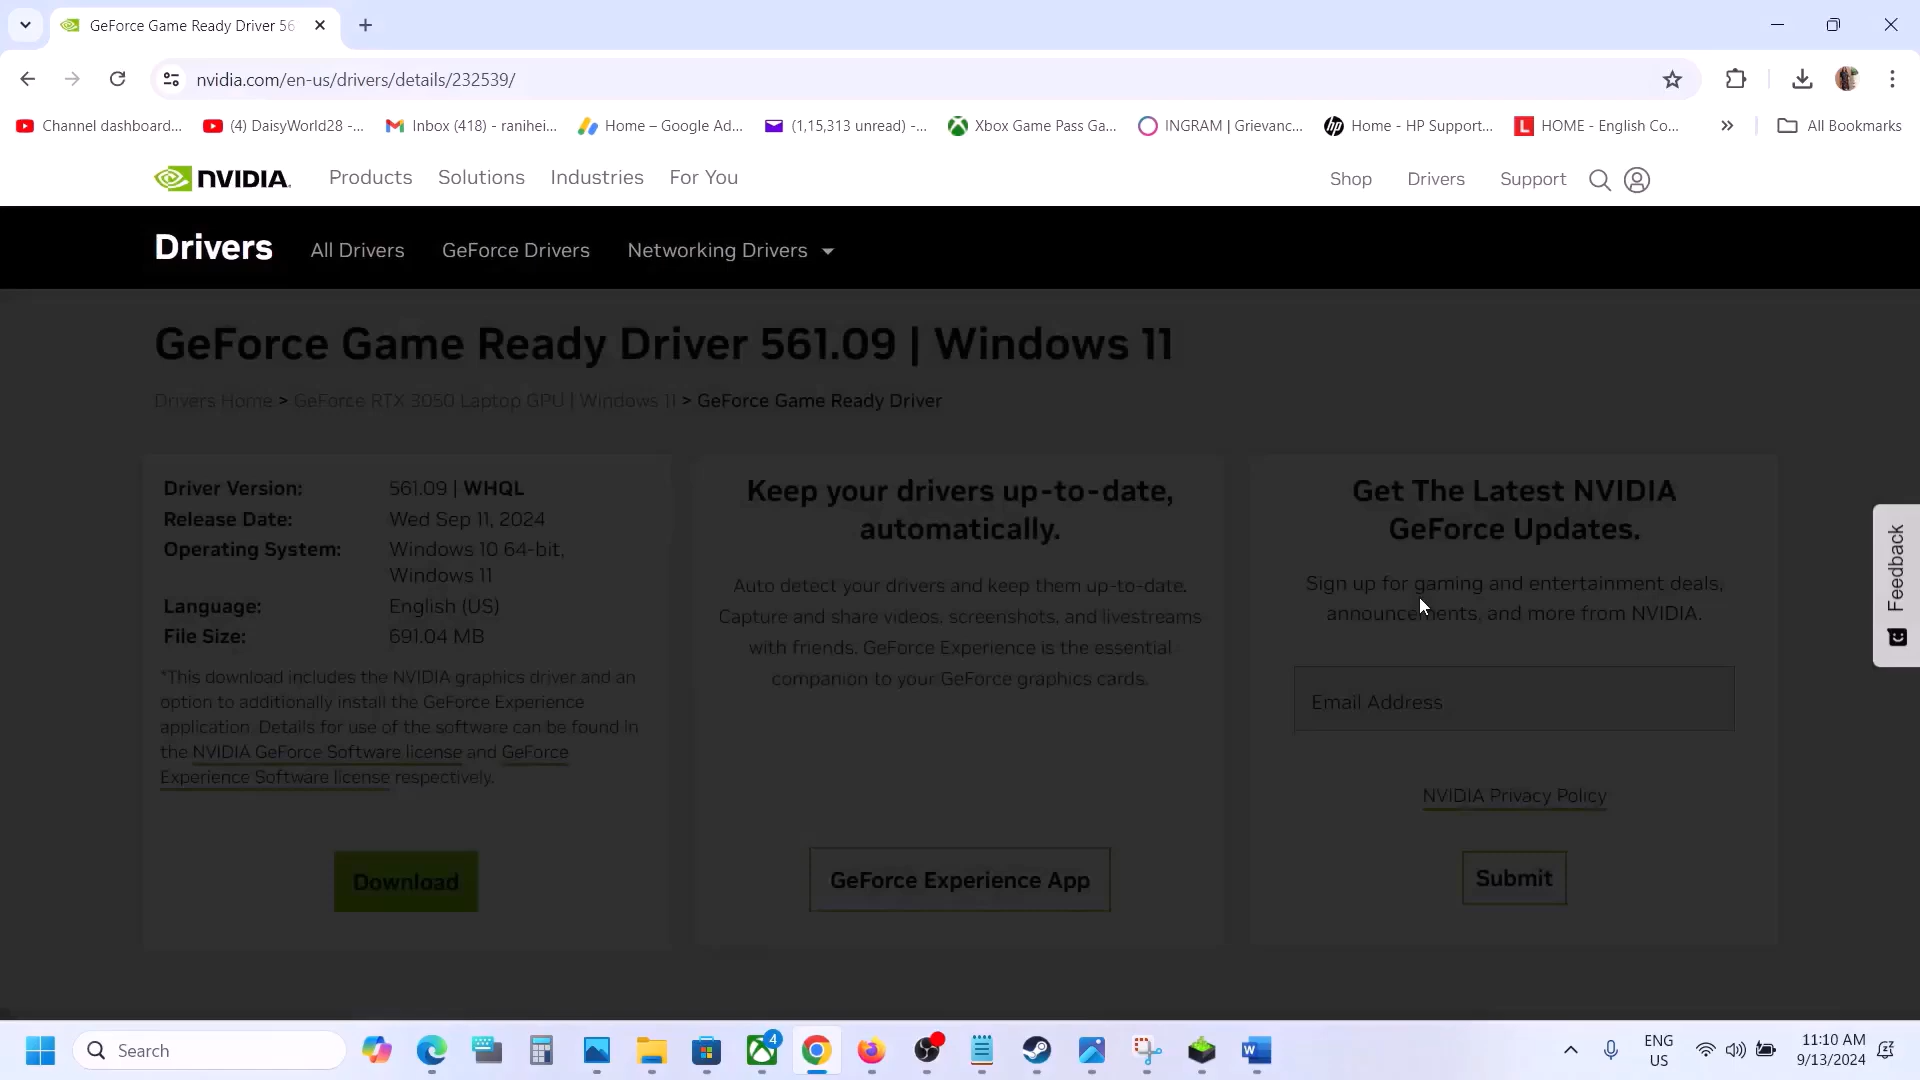 GeForce Game Ready Driver 56
nvidia.com/en-us/drivers/details/232539/
Channel dashboard...
(4) DaisyWorld28 -...
Inbox (418) - ranihei...
Home – Google Ad...
(1,15,313 unread) -...
Xbox Game Pass Ga...
INGRAM | Grievanc...
Home - HP Support...
HOME - English Co...
All Bookmarks
NVIDIA.
Products
Solutions
Industries
For You
Shop
Drivers
Support
Drivers
All Drivers
GeForce Drivers
Networking Drivers
GeForce Game Ready Driver 561.09 | Windows 11
Drivers Home > GeForce RTX 3050 Laptop GPU | Windows 11 > GeForce Game Ready Driver
Driver Version: 561.09 | WHQL
Release Date: Wed Sep 11, 2024
Operating System: Windows 10 64-bit,
Windows 11
Language: English (US)
File Size: 691.04 MB
*This download includes the NVIDIA graphics driver and an
option to additionally install the GeForce Experience
application. Details for use of the software can be found in
the NVIDIA GeForce Software license and GeForce
Experience Software license respectively.
Download
Keep your drivers up-to-date,
automatically.
Auto detect your drivers and keep them up-to-date.
Capture and share videos, screenshots, and livestreams
with friends. GeForce Experience is the essential
companion to your GeForce graphics cards.
GeForce Experience App
Get The Latest NVIDIA
GeForce Updates.
Sign up for gaming and entertainment deals,
announcements, and more from NVIDIA.
Email Address
NVIDIA Privacy Policy
Submit
Feedback
Search
4
ENG
US
11:10 AM
9/13/2024